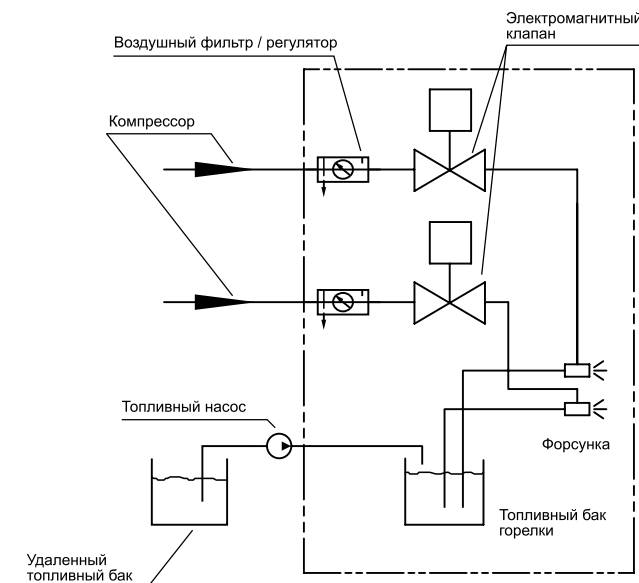 Электромагнитный
клапан
Воздушный фильтр / регулятор
Компрессор
Топливный насос
Форсунка
Топливный бак
горелки
Удаленный
топливный бак